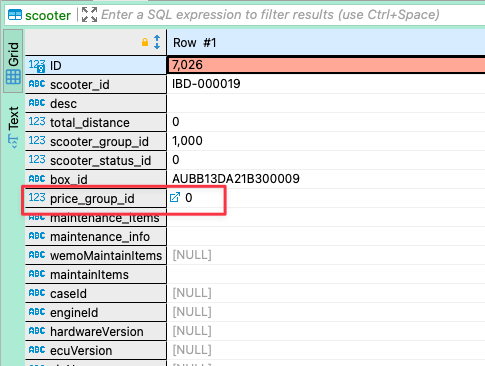 scooter Enter a SQL expression to filter results (use Ctrl+Space)
Grid
Text
Row #1
123 ID 7,026
ABC scooter_id IBD-000019
ABC desc
123 total_distance 0
123 scooter_group_id 1,000
123 scooter_status_id 0
ABC box_id AUBB13DA21B300009
123 price_group_id 0
ABC maintenance_items
ABC maintenance_info
ABC wemoMaintainItems [NULL]
ABC maintainItems
ABC caseId [NULL]
ABC engineId [NULL]
ABC hardwareVersion [NULL]
ABC ecuVersion [NULL]